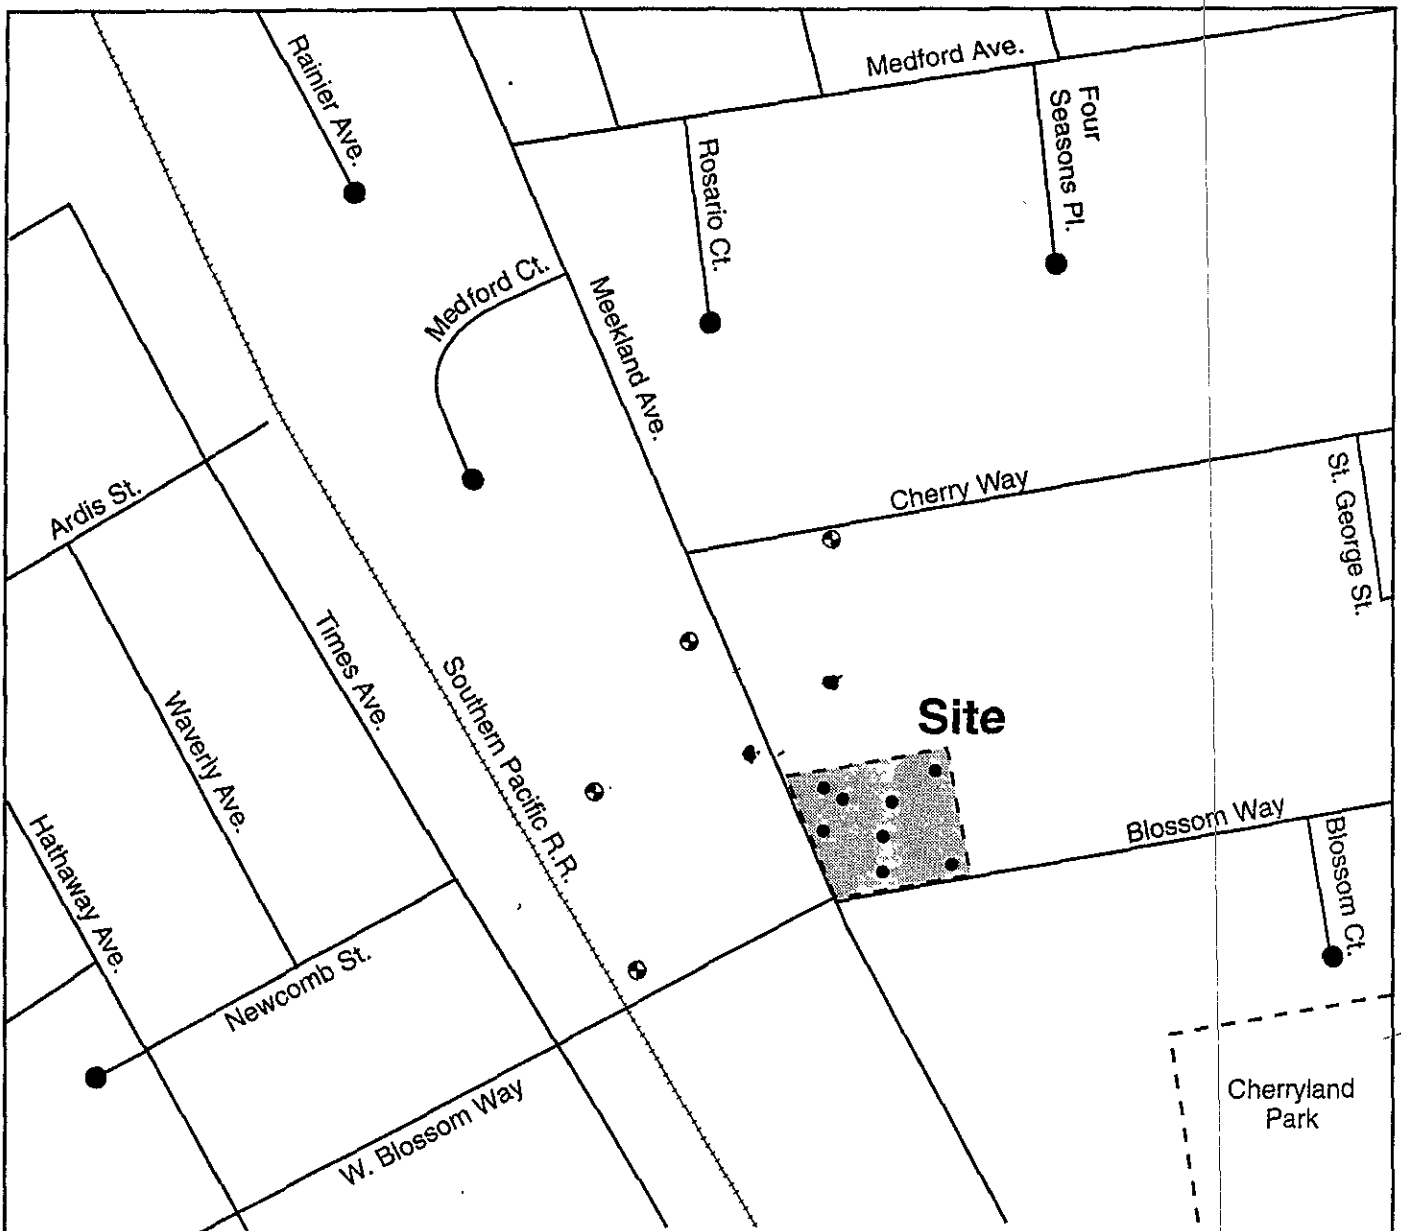 Rainier Ave.
Medford Ave.
Four
Seasons Pl.
Rosario Ct.
Medford Ct.
Meekland Ave.
Cherry Way
St. George St.
Ardis St.
Times Ave.
Southern Pacific R.R.
Waverly Ave.
Site
Hathaway Ave.
Blossom Way
Blossom Ct.
Newcomb St.
W. Blossom Way
Cherryland
Park